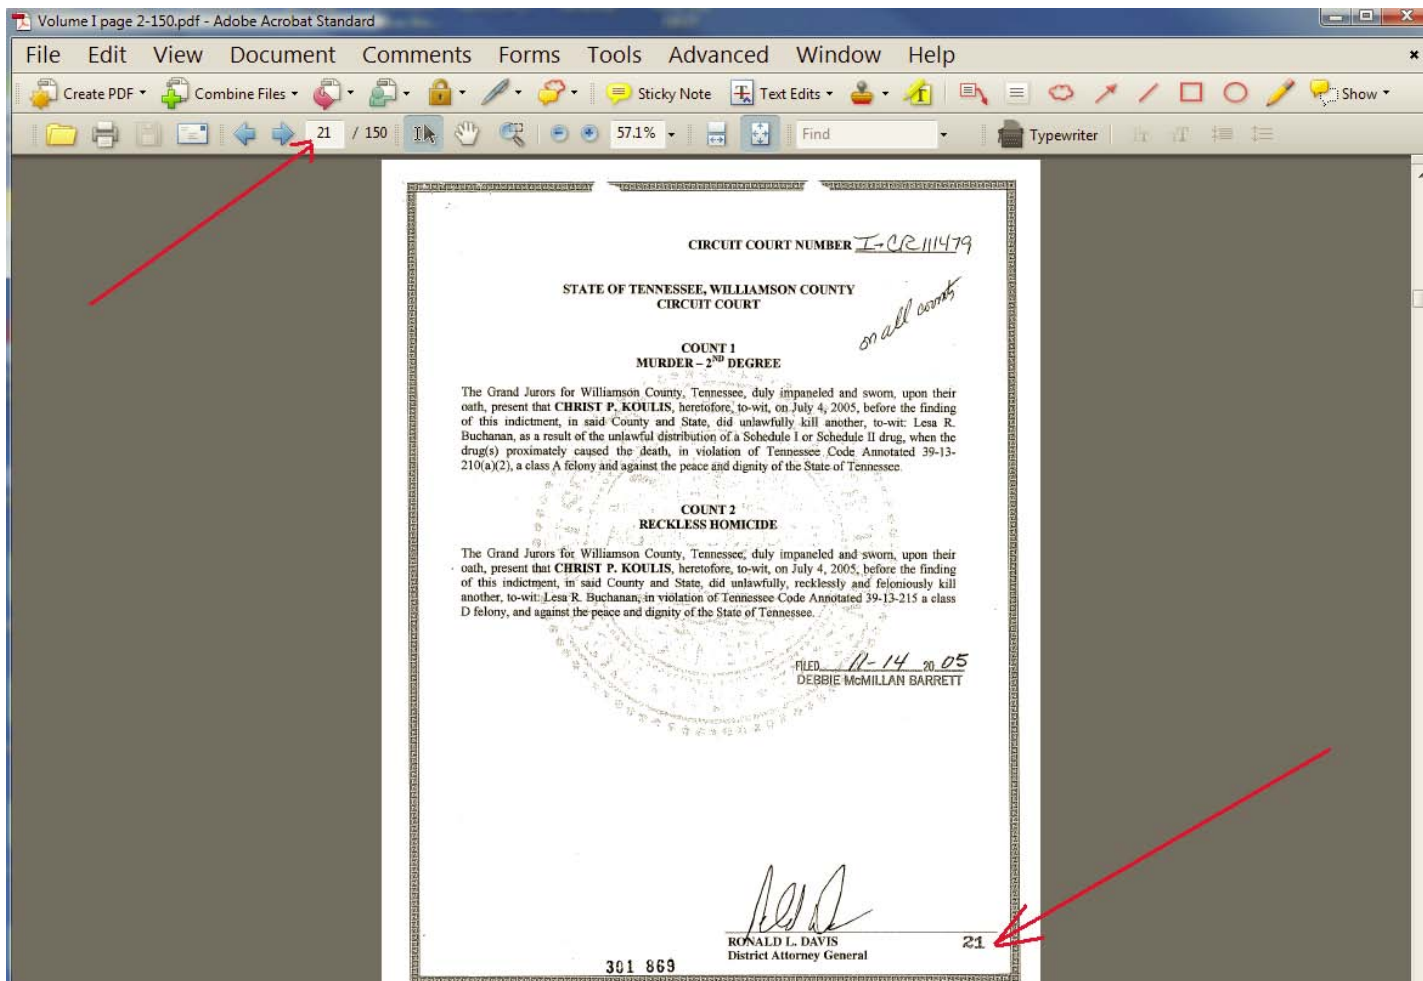 Volume I page 2-150.pdf - Adobe Acrobat Standard
File Edit View Document Comments Forms Tools Advanced Window Help
Create PDF Combine Files Sticky Note Text Edits Show
21 / 150 57.1% Find Typewriter
CIRCUIT COURT NUMBER I-CR111479
STATE OF TENNESSEE, WILLIAMSON COUNTY
CIRCUIT COURT
on all counts
COUNT 1
MURDER – 2ND DEGREE
The Grand Jurors for Williamson County, Tennessee, duly impaneled and sworn, upon their
oath, present that CHRIST P. KOULIS, heretofore, to-wit, on July 4, 2005, before the finding
of this indictment, in said County and State, did unlawfully kill another, to-wit: Lesa R.
Buchanan, as a result of the unlawful distribution of a Schedule I or Schedule II drug, when the
drug(s) proximately caused the death, in violation of Tennessee Code Annotated 39-13-
210(a)(2), a class A felony and against the peace and dignity of the State of Tennessee.
COUNT 2
RECKLESS HOMICIDE
The Grand Jurors for Williamson County, Tennessee, duly impaneled and sworn, upon their
oath, present that CHRIST P. KOULIS, heretofore, to-wit, on July 4, 2005, before the finding
of this indictment, in said County and State, did unlawfully, recklessly and feloniously kill
another, to-wit: Lesa R. Buchanan, in violation of Tennessee Code Annotated 39-13-215 a class
D felony, and against the peace and dignity of the State of Tennessee.
FILED 11-14 20 05
DEBBIE McMILLAN BARRETT
RONALD L. DAVIS
District Attorney General
21
301 869